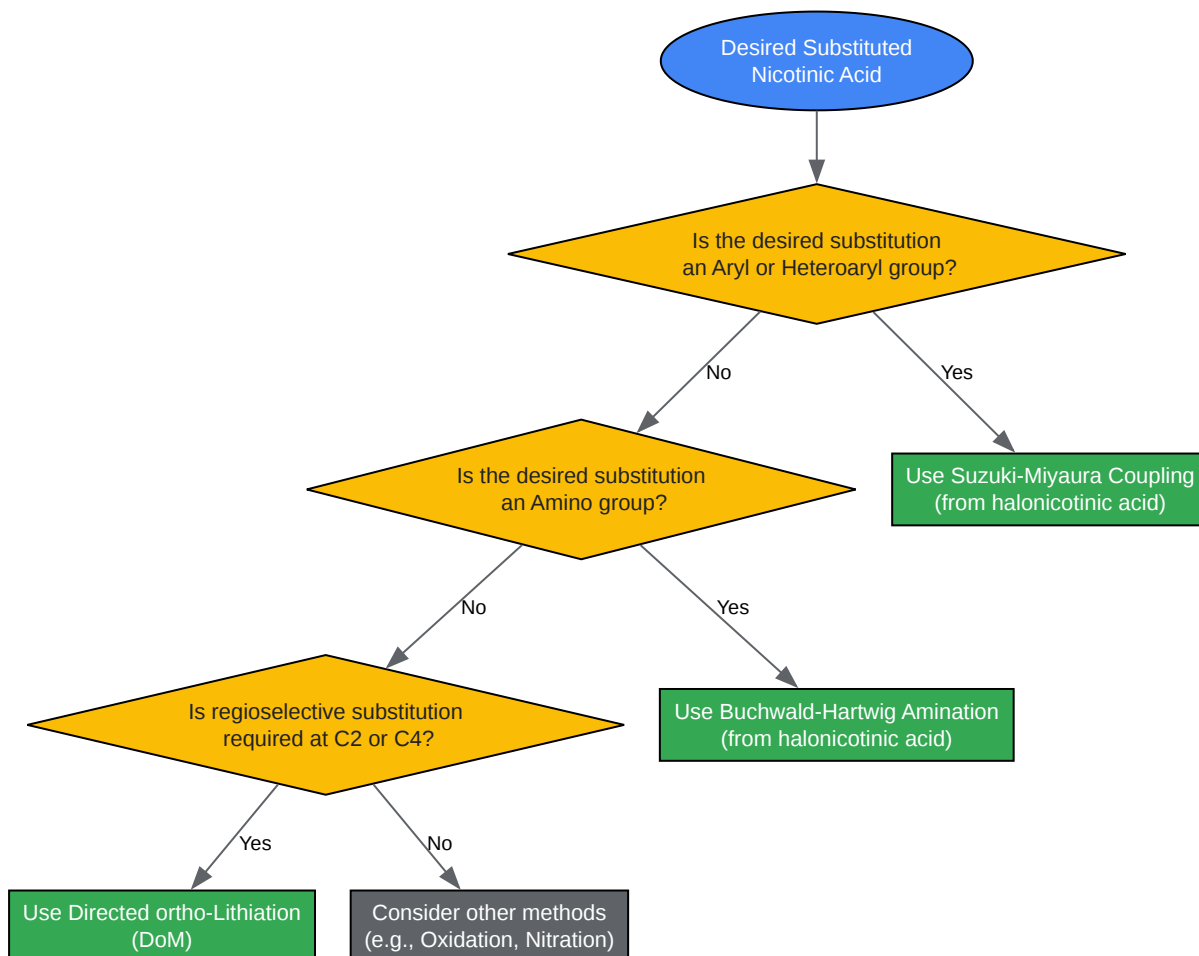 Desired Substituted
Nicotinic Acid
Is the desired substitution
an Aryl or Heteroaryl group?
No
Yes
Is the desired substitution
an Amino group?
Use Suzuki-Miyaura Coupling
(from halonicotinic acid)
No
Yes
Is regioselective substitution
required at C2 or C4?
Use Buchwald-Hartwig Amination
(from halonicotinic acid)
Yes
No
Use Directed ortho-Lithiation
(DoM)
Consider other methods
(e.g., Oxidation, Nitration)